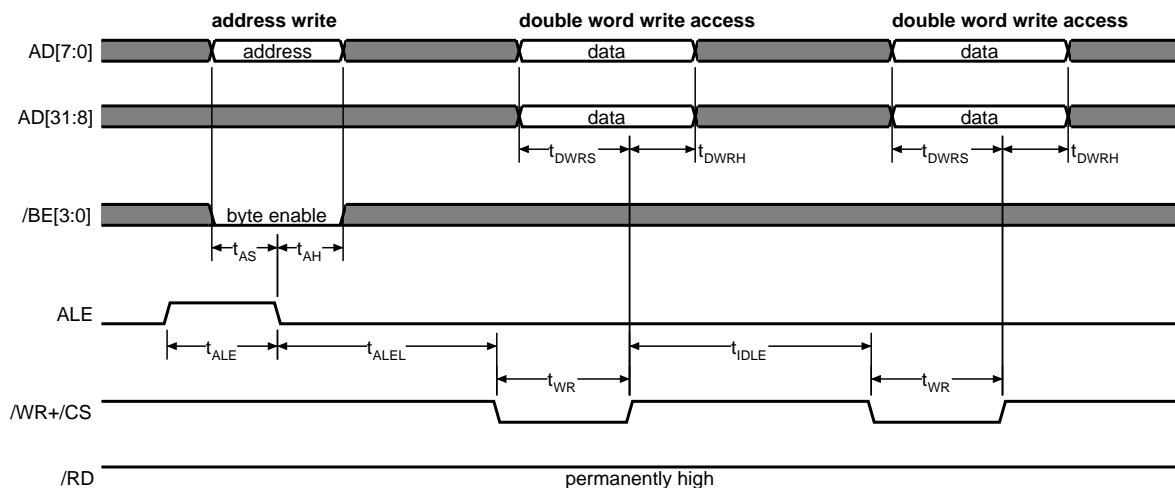 address write double word write access double word write access
AD[7:0] address data data
AD[31:8] data data
tDWRS tDWRH tDWRS tDWRH
/BE[3:0] byte enable
tAS tAH
ALE
tALE tALEL tIDLE
tWR tWR
/WR+/CS
/RD permanently high